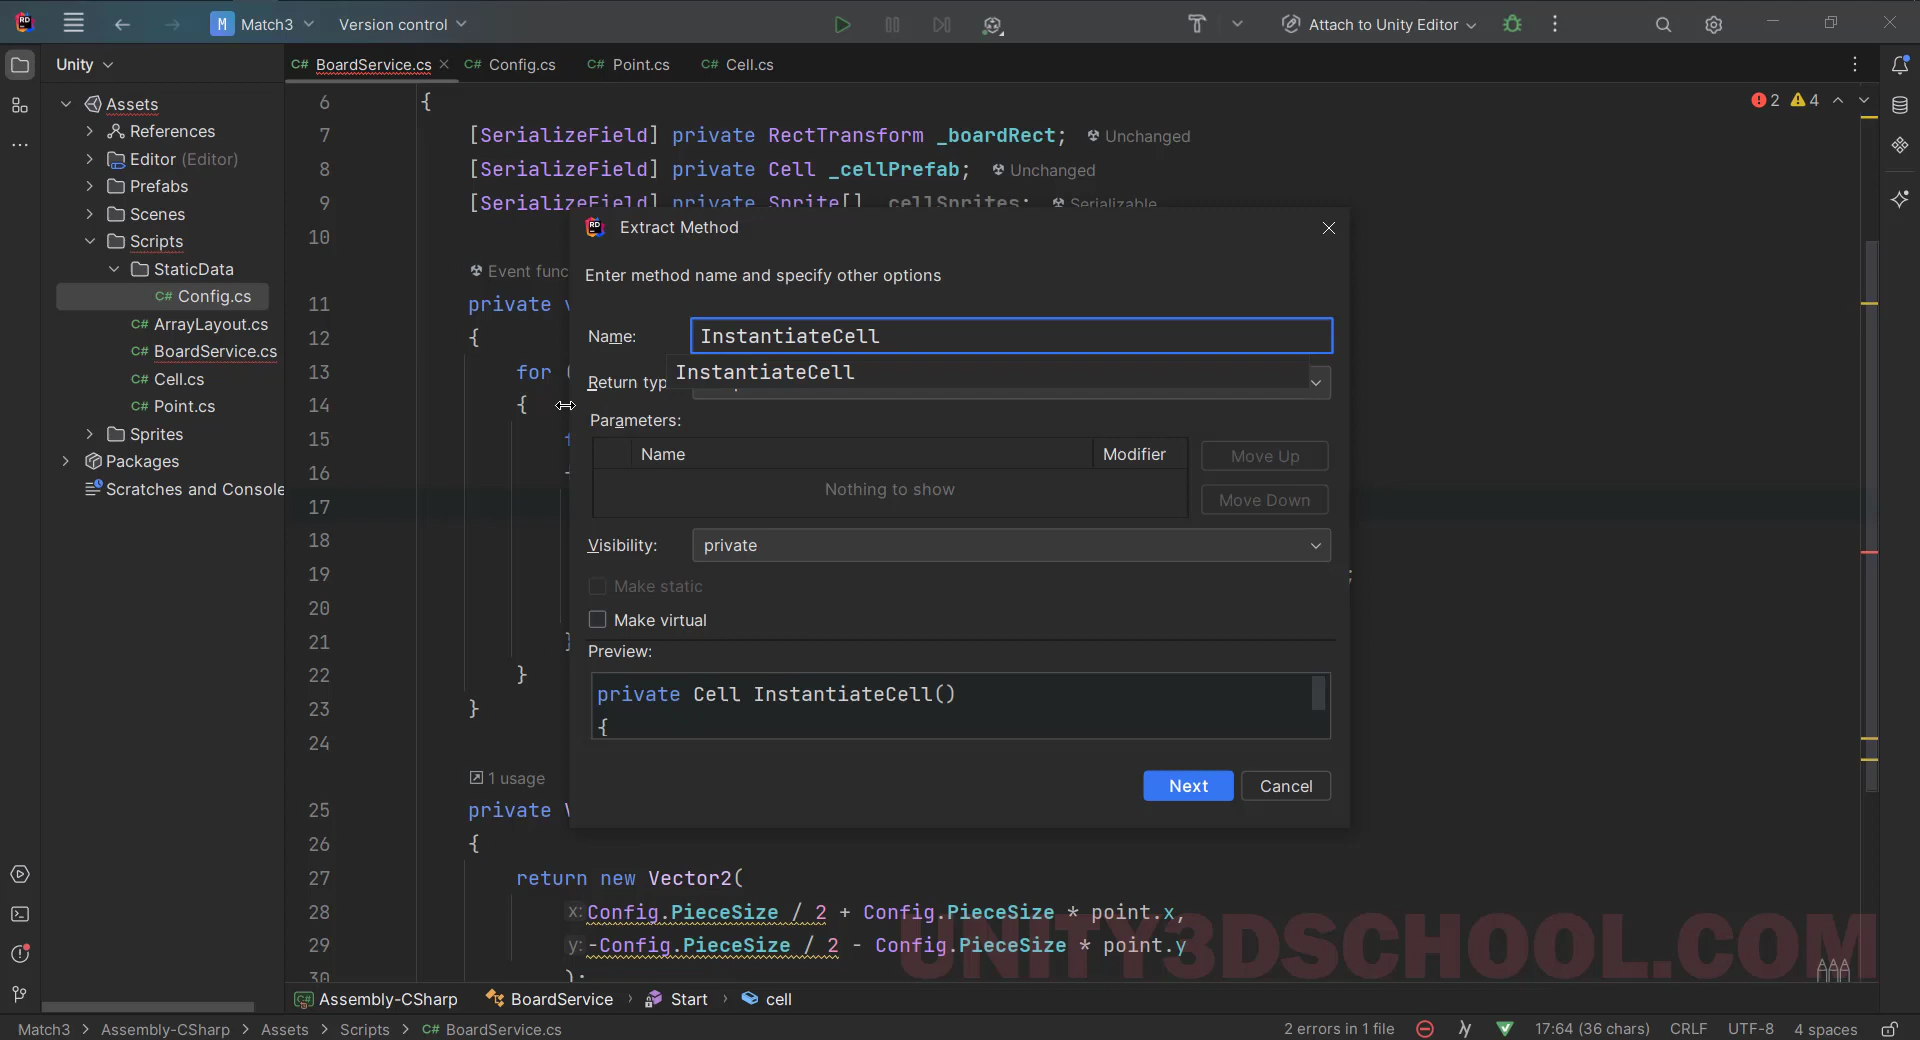 M Match3 Version control Attach to Unity Editor
Unity
C# BoardService.cs C# Config.cs C# Point.cs C# Cell.cs
Assets
References
Editor (Editor)
Prefabs
Scenes
Scripts
StaticData
C# Config.cs
C# ArrayLayout.cs
C# BoardService.cs
C# Cell.cs
C# Point.cs
Sprites
Packages
Scratches and Console
2 4
6 {
7 [SerializeField] private RectTransform _boardRect; Unchanged
8 [SerializeField] private Cell _cellPrefab; Unchanged
9 [SerializeField] private Sprite[] _cellSprites; Serializable
10
Event func
11 private v
12 {
13 for (
14 {
15 f
16
17
18
19 ;
20
21 }
22 }
23 }
24
1 usage
25 private V
26 {
27 return new Vector2(
28 x: Config.PieceSize / 2 + Config.PieceSize * point.x,
29 y: -Config.PieceSize / 2 - Config.PieceSize * point.y
30 );
RD Extract Method
Enter method name and specify other options
Name: InstantiateCell
InstantiateCell
Return typ
Parameters:
Name Modifier
Nothing to show
Move Up
Move Down
Visibility: private
Make static
Make virtual
Preview:
private Cell InstantiateCell()
{
Next Cancel
UNITY3DSCHOOL.COM
C# Assembly-CSharp BoardService › Start › cell
Match3 > Assembly-CSharp > Assets > Scripts > C# BoardService.cs
2 errors in 1 file 17:64 (36 chars) CRLF UTF-8 4 spaces